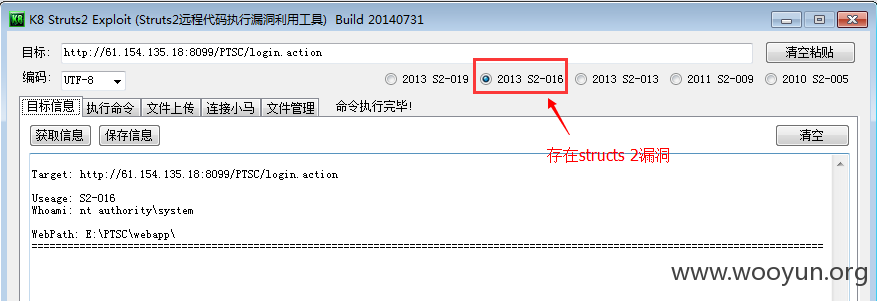 K8 Struts2 Exploit (Struts2远程代码执行漏洞利用工具) Build 20140731
目标: http://61.154.135.18:8099/PTSC/login.action 清空粘贴
编码: UTF-8 2013 S2-019 2013 S2-016 2013 S2-013 2011 S2-009 2010 S2-005
目标信息 执行命令 文件上传 连接小马 文件管理 命令执行完毕!
获取信息 保存信息 清空
存在structs 2漏洞
Target: http://61.154.135.18:8099/PTSC/login.action
Useage: S2-016
Whoami: nt authority\system
WebPath: E:\PTSC\webapp\
www.wooyun.org